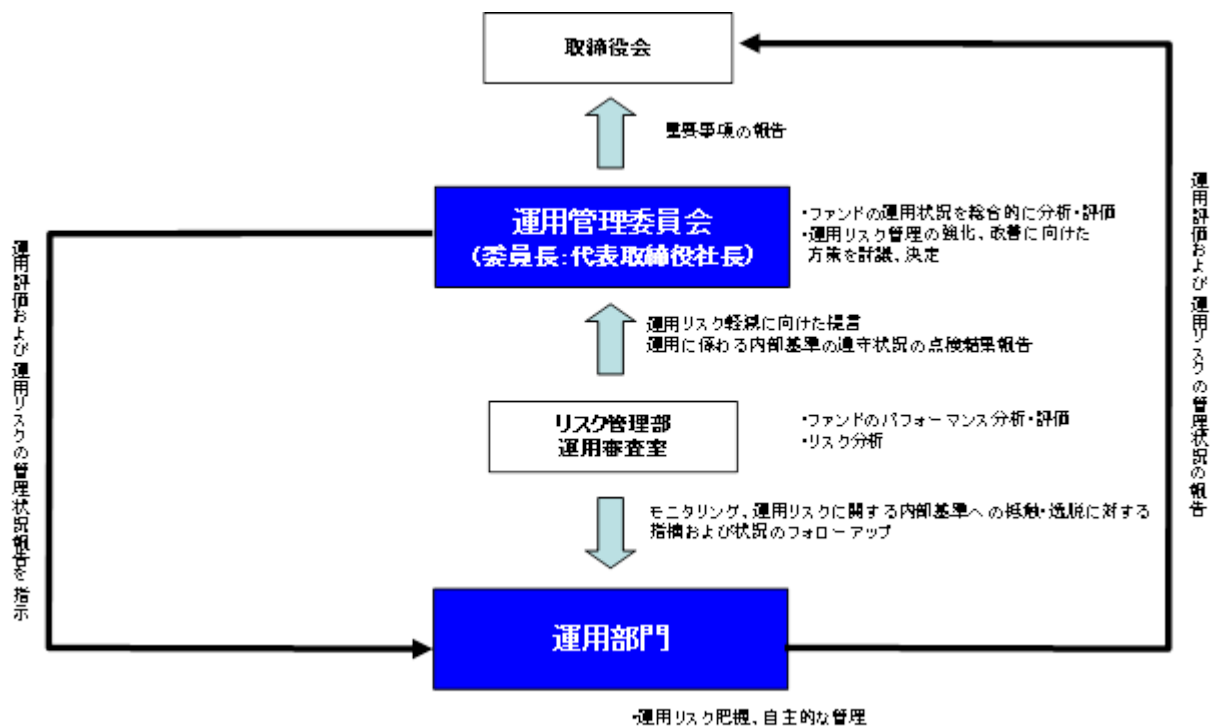 取締役会
重要事項の報告
運用管理委員会
(委員長:代表取締役社長)
・ファンドの運用状況を総合的に分析・評価
・運用リスク管理の強化、改善に向けた
方策を討議、決定
運用リスク軽減に向けた提言
運用に係わる内部基準の遵守状況の点検結果報告
リスク管理部
運用審査室
・ファンドのパフォーマンス分析・評価
・リスク分析
モニタリング、運用リスクに関する内部基準への抵触・逸脱に対する
指摘および状況のフォローアップ
運用部門
・運用リスク把握、自主的な管理
運用評価および運用リスクの管理状況報告を指示
運用評価および運用リスクの管理状況の報告